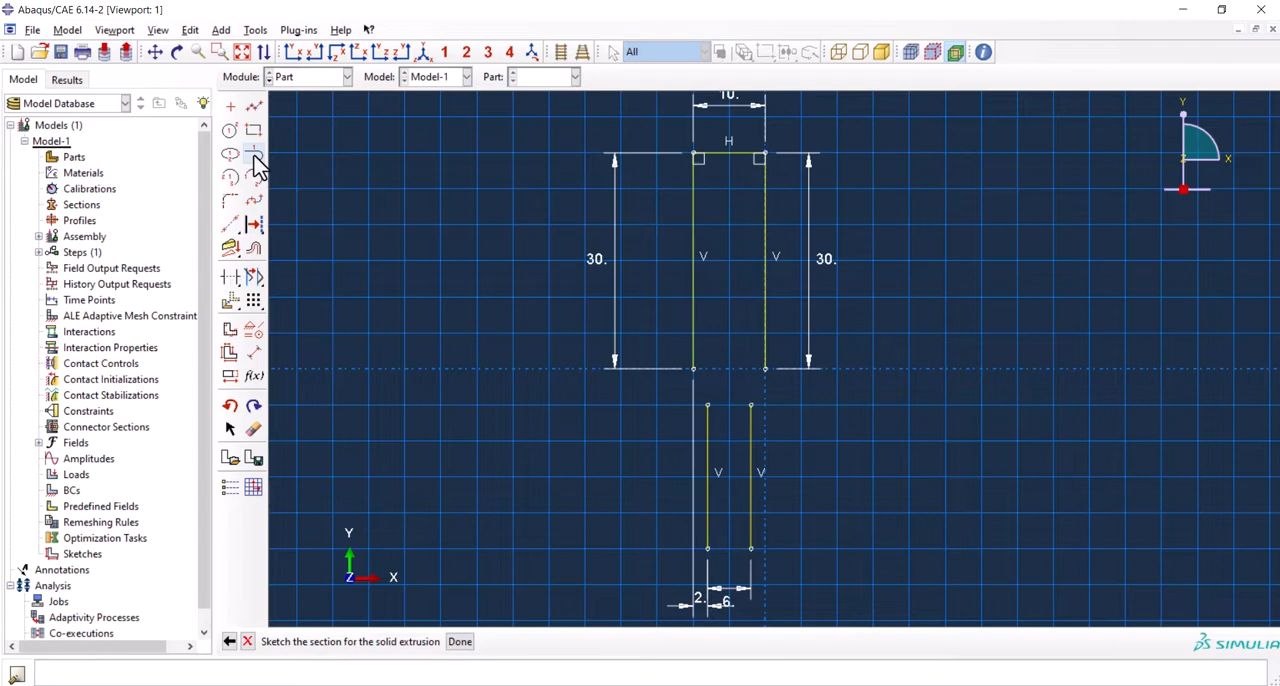 Abaqus/CAE 6.14-2 [Viewport: 1]
File Model Viewport View Edit Add Tools Plug-ins Help
1 2 3 4 All
Model Results Module: Part Model: Model-1 Part:
Model Database
Models (1)
Model-1
Parts
Materials
Calibrations
Sections
Profiles
Assembly
Steps (1)
Field Output Requests
History Output Requests
Time Points
ALE Adaptive Mesh Constraint
Interactions
Interaction Properties
Contact Controls
Contact Initializations
Contact Stabilizations
Constraints
Connector Sections
Fields
Amplitudes
Loads
BCs
Predefined Fields
Remeshing Rules
Optimization Tasks
Sketches
Annotations
Analysis
Jobs
Adaptivity Processes
Co-executions
f(x)
10.
H
30. V V 30.
V V
2. 6.
Y
Z X
Y
Z X
Sketch the section for the solid extrusion Done
SIMULIA